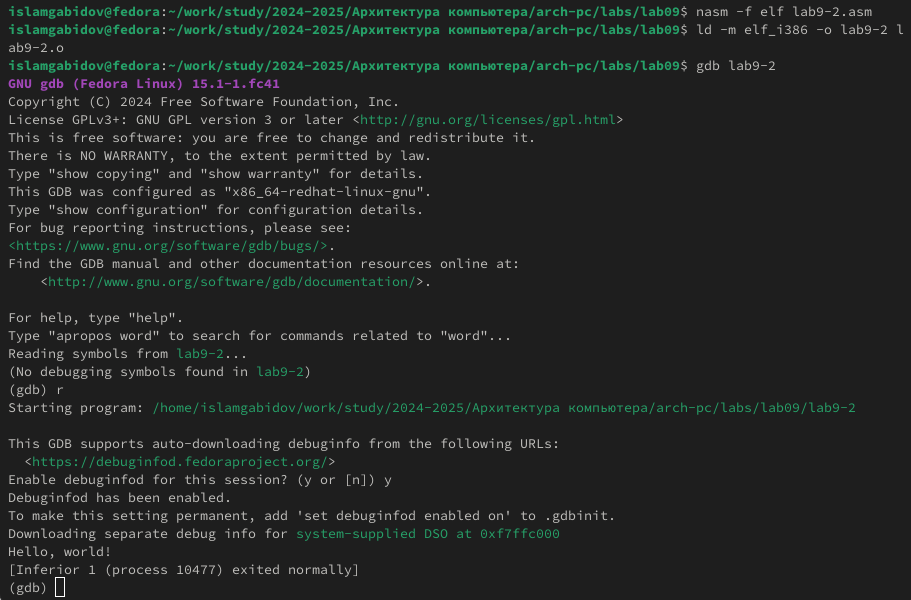 islamgabidov@fedora:~/work/study/2024-2025/Архитектура компьютера/arch-pc/labs/lab09$ nasm -f elf lab9-2.asm
islamgabidov@fedora:~/work/study/2024-2025/Архитектура компьютера/arch-pc/labs/lab09$ ld -m elf_i386 -o lab9-2 l
ab9-2.o
islamgabidov@fedora:~/work/study/2024-2025/Архитектура компьютера/arch-pc/labs/lab09$ gdb lab9-2
GNU gdb (Fedora Linux) 15.1-1.fc41
Copyright (C) 2024 Free Software Foundation, Inc.
License GPLv3+: GNU GPL version 3 or later <http://gnu.org/licenses/gpl.html>
This is free software: you are free to change and redistribute it.
There is NO WARRANTY, to the extent permitted by law.
Type "show copying" and "show warranty" for details.
This GDB was configured as "x86_64-redhat-linux-gnu".
Type "show configuration" for configuration details.
For bug reporting instructions, please see:
<https://www.gnu.org/software/gdb/bugs/>.
Find the GDB manual and other documentation resources online at:
    <http://www.gnu.org/software/gdb/documentation/>.

For help, type "help".
Type "apropos word" to search for commands related to "word"...
Reading symbols from lab9-2...
(No debugging symbols found in lab9-2)
(gdb) r
Starting program: /home/islamgabidov/work/study/2024-2025/Архитектура компьютера/arch-pc/labs/lab09/lab9-2

This GDB supports auto-downloading debuginfo from the following URLs:
  <https://debuginfod.fedoraproject.org/>
Enable debuginfod for this session? (y or [n]) y
Debuginfod has been enabled.
To make this setting permanent, add 'set debuginfod enabled on' to .gdbinit.
Downloading separate debug info for system-supplied DSO at 0xf7ffc000
Hello, world!
[Inferior 1 (process 10477) exited normally]
(gdb)